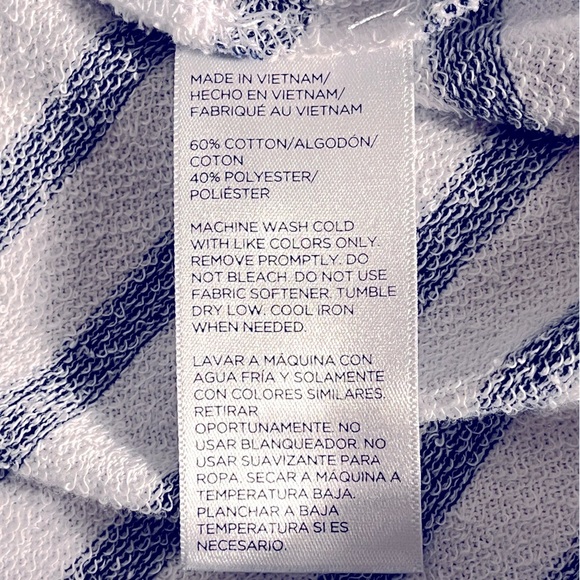 MADE IN VIETNAM/
HECHO EN VIETNAM/
FABRIQUÉ AU VIETNAM
60% COTTON/ALGODÓN/
COTON
40% POLYESTER/
POLIÉSTER
MACHINE WASH COLD
WITH LIKE COLORS ONLY.
REMOVE PROMPTLY. DO
NOT BLEACH. DO NOT USE
FABRIC SOFTENER. TUMBLE
DRY LOW. COOL IRON
WHEN NEEDED.
LAVAR A MÁQUINA CON
AGUA FRÍA Y SOLAMENTE
CON COLORES SIMILARES.
RETIRAR
OPORTUNAMENTE. NO
USAR BLANQUEADOR. NO
USAR SUAVIZANTE PARA
ROPA. SECAR A MÁQUINA A
TEMPERATURA BAJA.
PLANCHAR A BAJA
TEMPERATURA SI ES
NECESARIO.